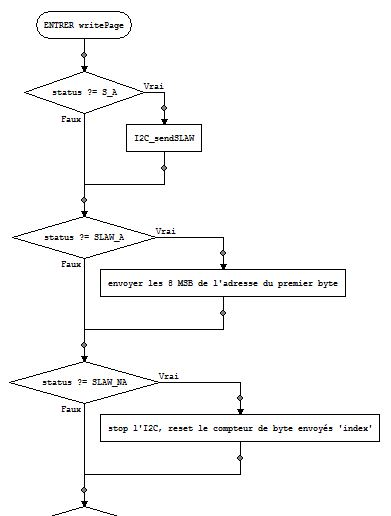 ENTRER writePage
status ?= S_A
Vrai
Faux
I2C_sendSLAW
status ?= SLAW_A
Vrai
Faux
envoyer les 8 MSB de l'adresse du premier byte
status ?= SLAW_NA
Vrai
Faux
stop l'I2C, reset le compteur de byte envoyés 'index'